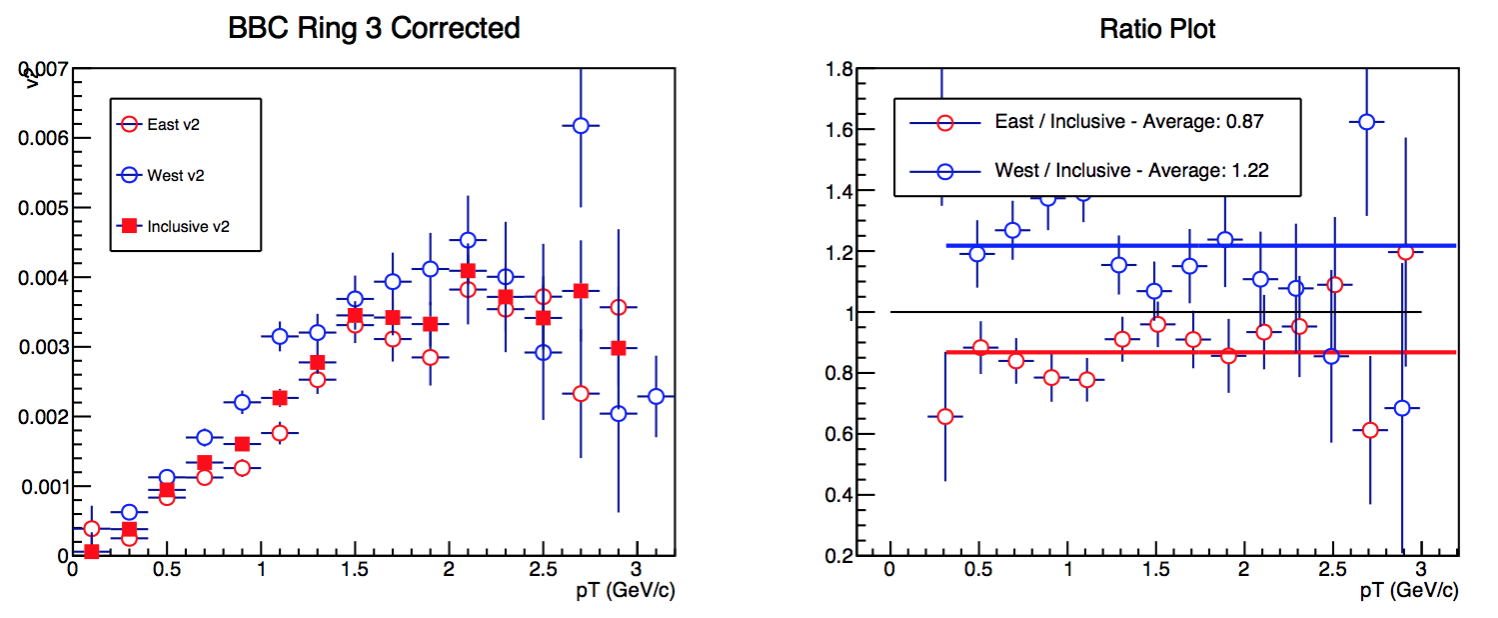 BBC Ring 3 Corrected
v2
0.007
0.006
0.005
0.004
0.003
0.002
0.001
0
East v2
West v2
Inclusive v2
0 0.5 1 1.5 2 2.5 3
pT (GeV/c)
Ratio Plot
1.8
1.6
1.4
1.2
1
0.8
0.6
0.4
0.2
East / Inclusive - Average: 0.87
West / Inclusive - Average: 1.22
0 0.5 1 1.5 2 2.5 3
pT (GeV/c)